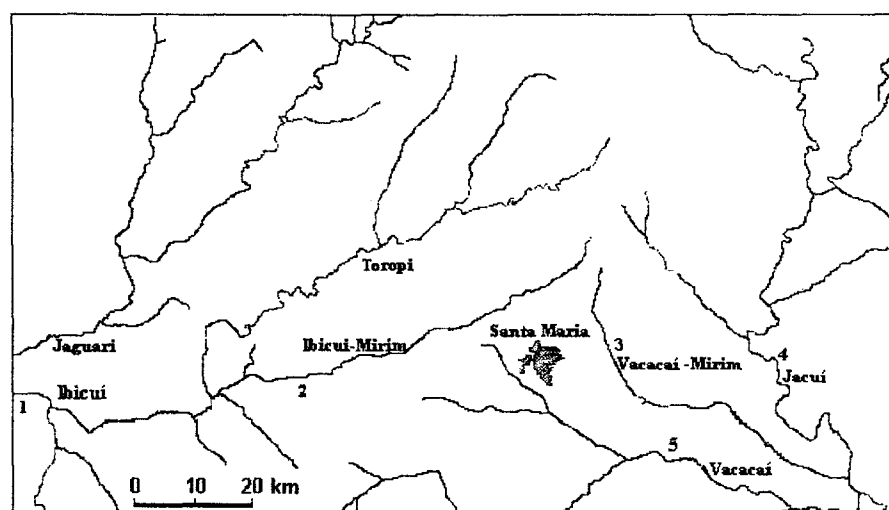 Toropi
Santa Maria
Ibicui-Mirim
3
Jaguari
Vacacaí -Mirim
4
Jacuí
1
Ibicuí
2
5
Vacacaí
0 10 20 km